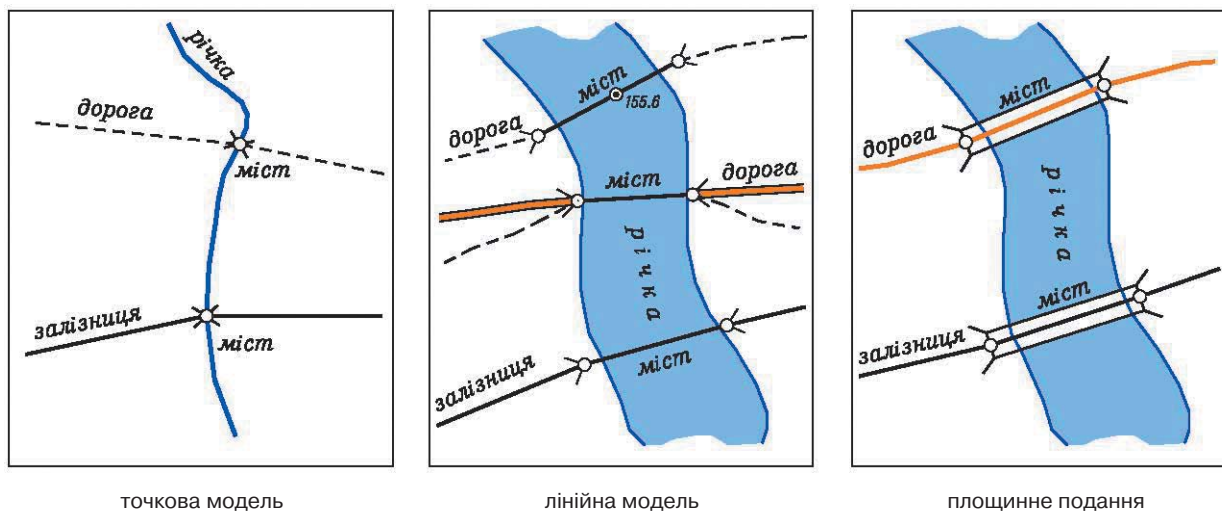 річка
дорога
міст
залізниця
міст
точкова модель
міст
155.6
дорога
дорога
міст
річка
залізниця
міст
лінійна модель
міст
дорога
річка
міст
залізниця
площинне подання